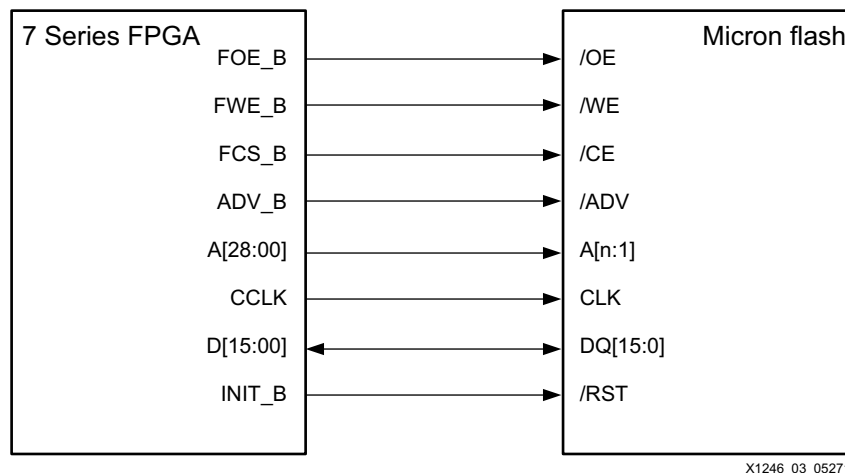 7 Series FPGA
Micron flash
FOE_B /OE
FWE_B /WE
FCS_B /CE
ADV_B /ADV
A[28:00] A[n:1]
CCLK CLK
D[15:00] DQ[15:0]
INIT_B /RST
X1246_03_0527